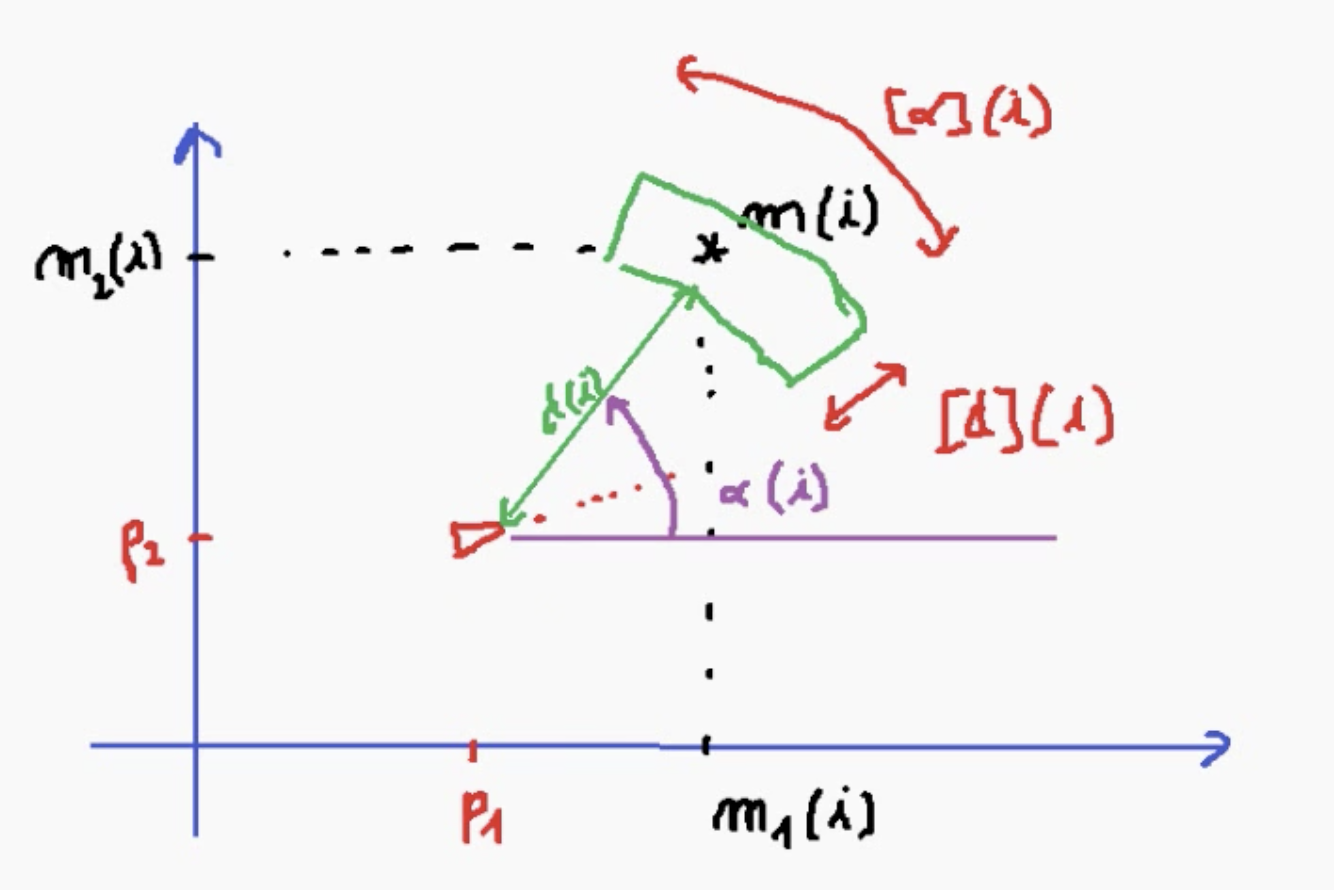 [α](i)
m(i)
m₂(i)
d(i)
[d](i)
α(i)
p₂
p₁
m₁(i)